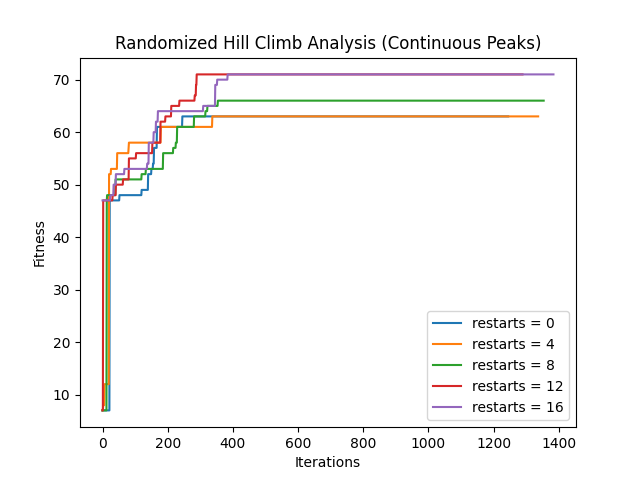 Randomized Hill Climb Analysis (Continuous Peaks)
70
60
50
40
30
20
10
Fitness
restarts = 0
restarts = 4
restarts = 8
restarts = 12
restarts = 16
0 200 400 600 800 1000 1200 1400
Iterations